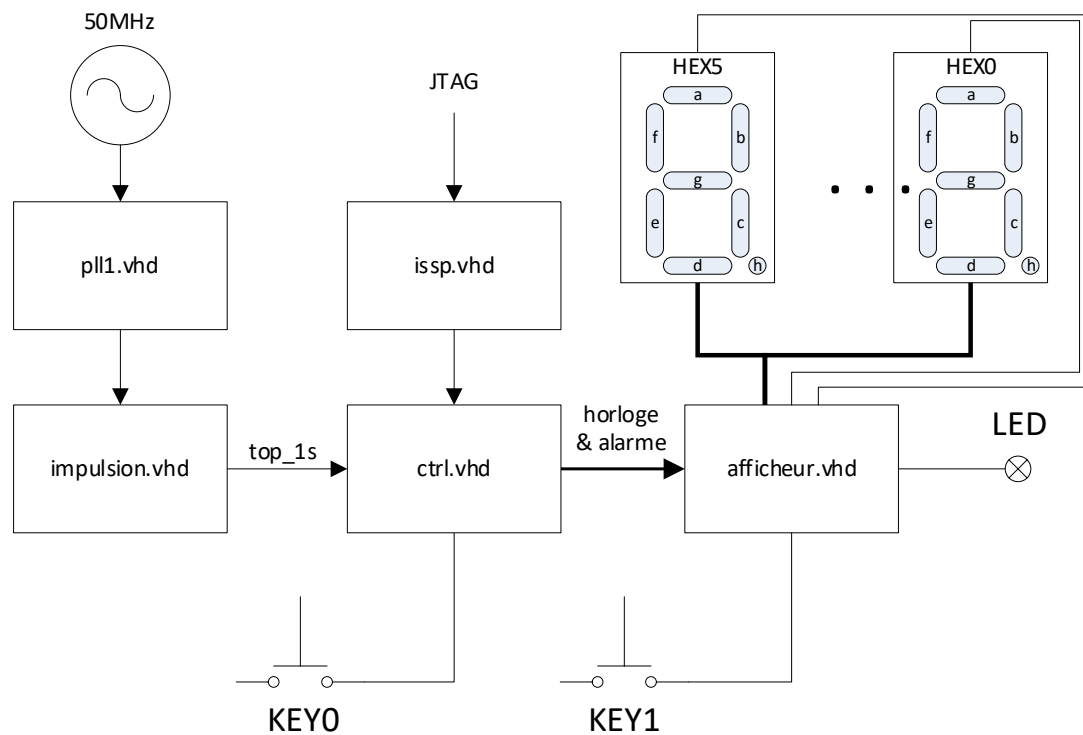 50MHz
JTAG
HEX5
HEX0
a
f
b
g
e
c
d
h
a
f
b
g
e
c
d
h
. . .
pll1.vhd
issp.vhd
impulsion.vhd
top_1s
ctrl.vhd
horloge
& alarme
afficheur.vhd
LED
KEY0
KEY1